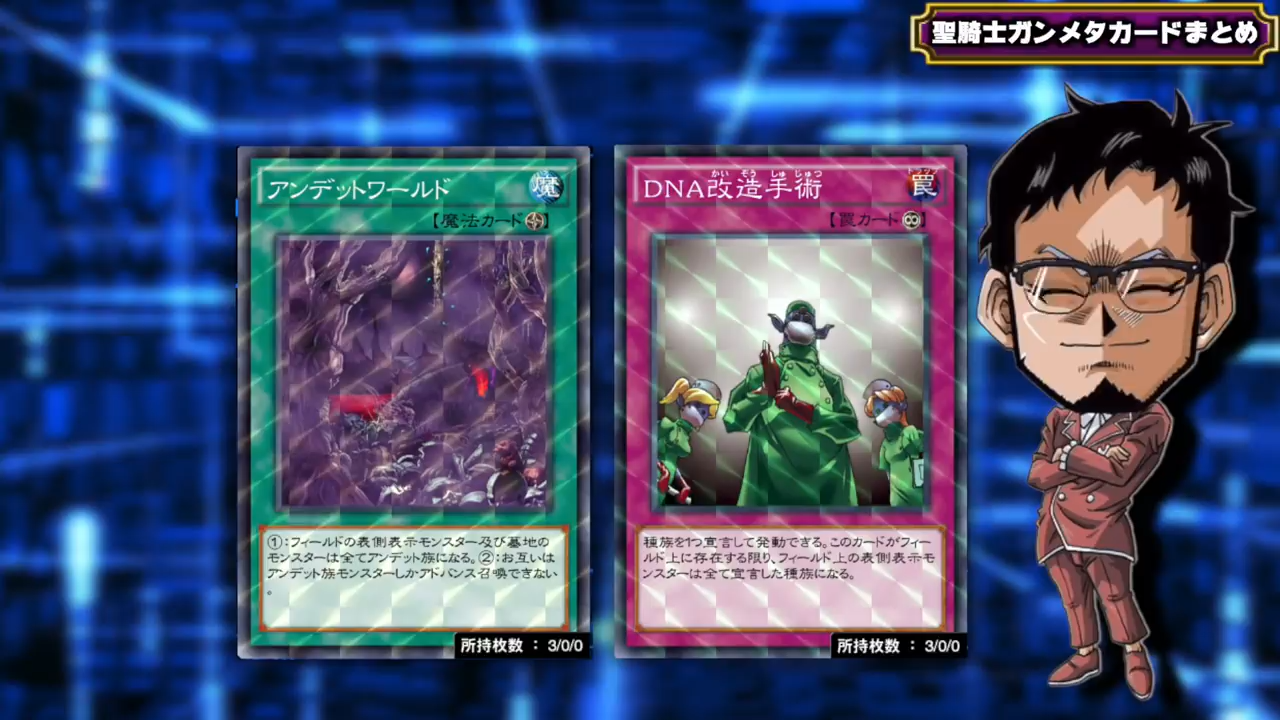 聖騎士ガンメタカードまとめ
アンデットワールド
魔
【魔法カード】
①：フィールドの表側表示モンスター及び墓地の
モンスターは全てアンデット族になる。②：お互いは
アンデット族モンスターしかアドバンス召喚できない
。
所持枚数 ： 3/0/0
かい ぞう しゅ じゅつ
DNA改造手術
トラップ
罠
【罠カード】
種族を1つ宣言して発動できる。このカードがフィー
ルド上に存在する限り、フィールド上の表側表示モ
ンスターは全て宣言した種族になる。
所持枚数 ： 3/0/0